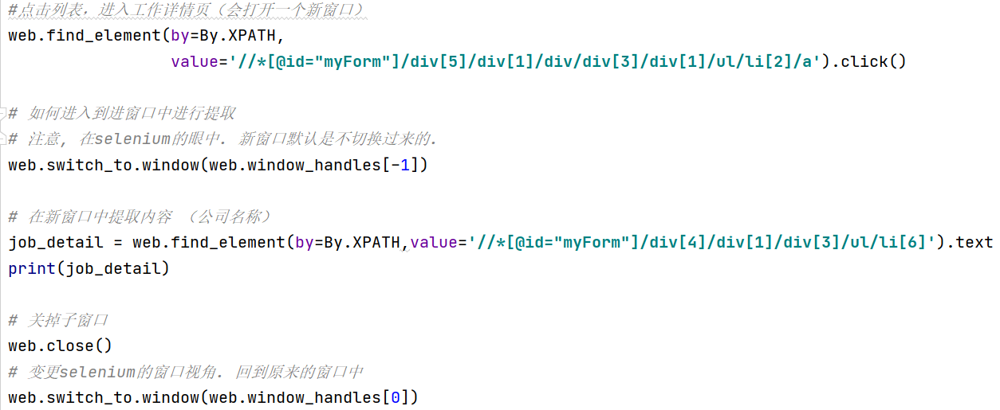 #点击列表，进入工作详情页（会打开一个新窗口）
web.find_element(by=By.XPATH,
value='//*[@id="myForm"]/div[5]/div[1]/div/div[3]/div[1]/ul/li[2]/a').click()
# 如何进入到进窗口中进行提取
# 注意, 在selenium的眼中. 新窗口默认是不切换过来的.
web.switch_to.window(web.window_handles[-1])
# 在新窗口中提取内容 （公司名称）
job_detail = web.find_element(by=By.XPATH,value='//*[@id="myForm"]/div[4]/div[1]/div[3]/ul/li[6]').text
print(job_detail)
# 关掉子窗口
web.close()
# 变更selenium的窗口视角. 回到原来的窗口中
web.switch_to.window(web.window_handles[0])